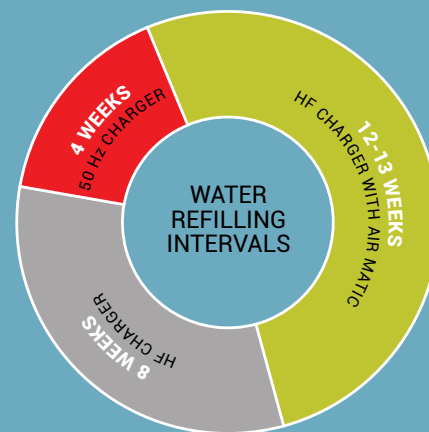 WATER
REFILLING
INTERVALS
4 WEEKS
50 Hz CHARGER
12-13 WEEKS
HF CHARGER WITH AIR MATIC
8 WEEKS
HF CHARGER